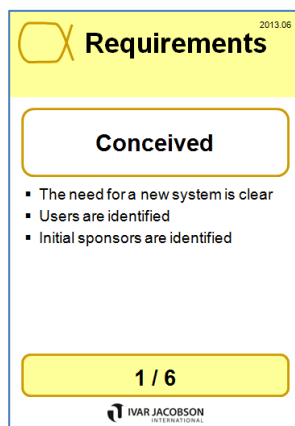 2013.06
Requirements
Conceived
▪ The need for a new system is clear
▪ Users are identified
▪ Initial sponsors are identified
1 / 6
IVAR JACOBSON
INTERNATIONAL